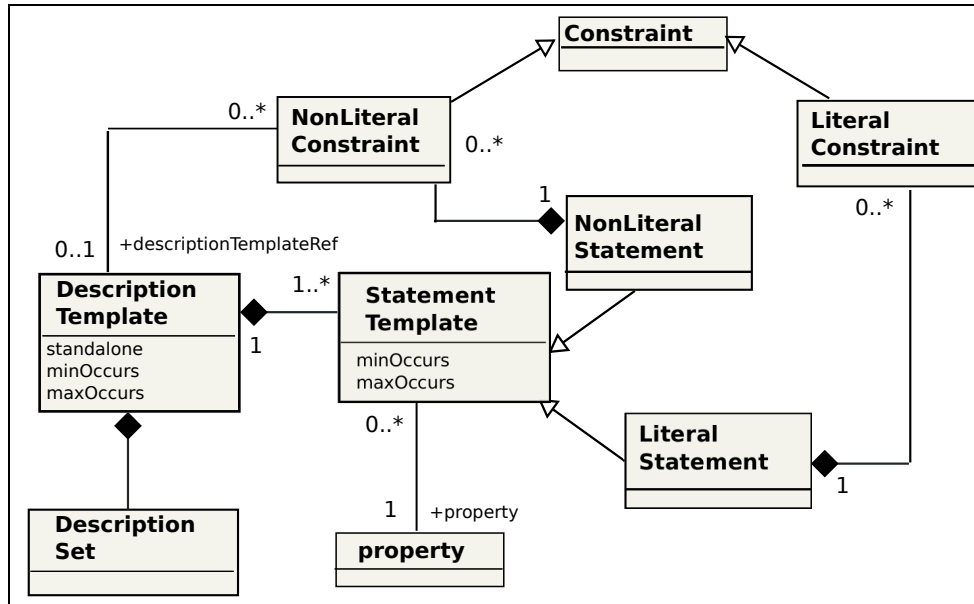 Constraint
0..*
NonLiteral
Constraint
0..*
Literal
Constraint
0..*
1
NonLiteral
Statement
0..1
+descriptionTemplateRef
Description
Template
standalone
minOccurs
maxOccurs
1
1..*
Statement
Template
minOccurs
maxOccurs
0..*
Literal
Statement
1
1
+property
Description
Set
property